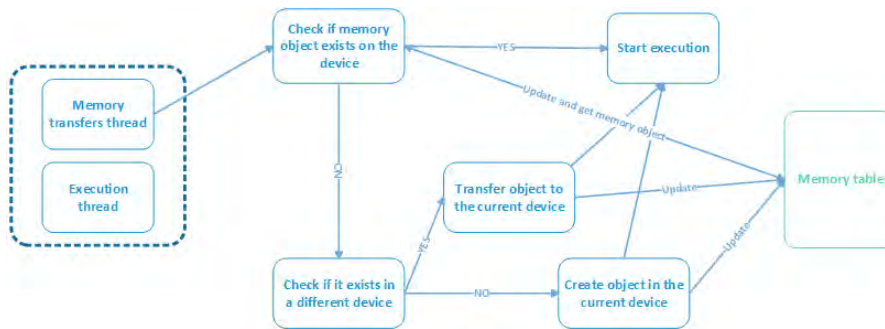 Check if memory
object exists on the
device
YES
Start execution
Memory
transfers thread
Update and get memory object
Execution
thread
NO
Transfer object to
the current device
Update
Memory table
YES
Check if it exists in
a different device
NO
Create object in the
current device
Update